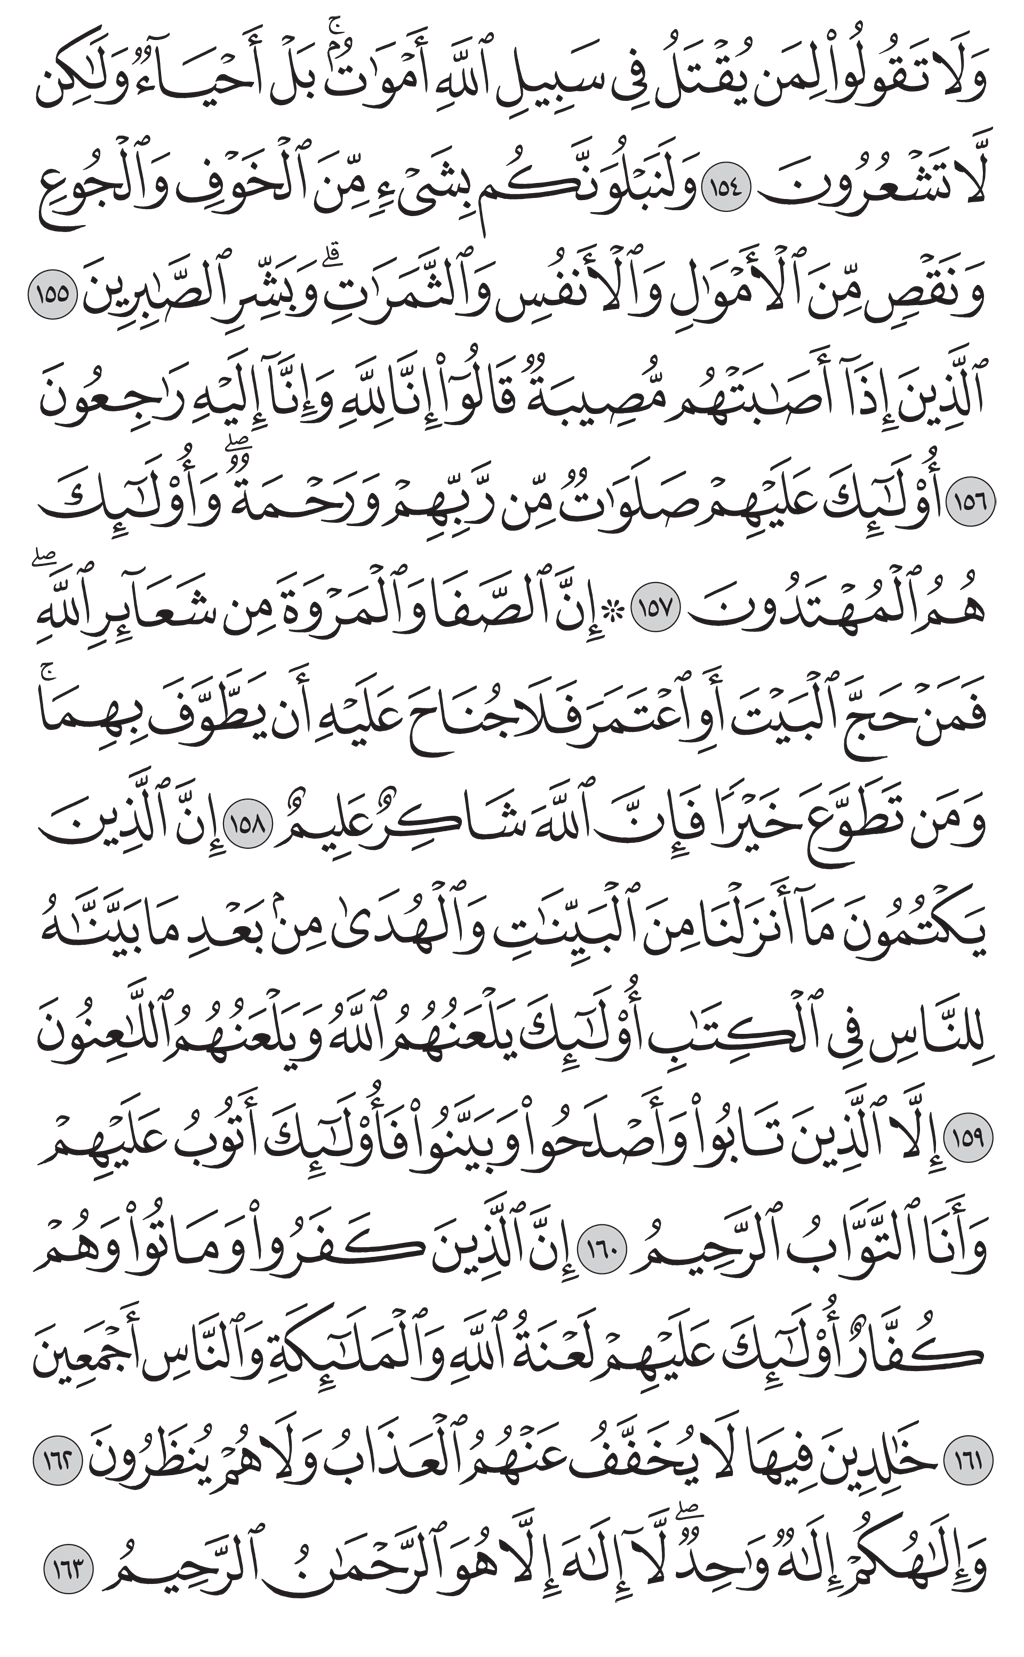 وَلَا تَقُولُوا۟ لِمَن يُقْتَلُ فِى سَبِيلِ ٱللَّهِ أَمْوَٰتٌۢ ۚ بَلْ أَحْيَآءٌ وَلَٰكِن
لَّا تَشْعُرُونَ ١٥٤ وَلَنَبْلُوَنَّكُم بِشَىْءٍ مِّنَ ٱلْخَوْفِ وَٱلْجُوعِ
وَنَقْصٍ مِّنَ ٱلْأَمْوَٰلِ وَٱلْأَنفُسِ وَٱلثَّمَرَٰتِ ۗ وَبَشِّرِ ٱلصَّٰبِرِينَ ١٥٥
ٱلَّذِينَ إِذَآ أَصَٰبَتْهُم مُّصِيبَةٌ قَالُوٓا۟ إِنَّا لِلَّهِ وَإِنَّآ إِلَيْهِ رَٰجِعُونَ
١٥٦ أُو۟لَٰٓئِكَ عَلَيْهِمْ صَلَوَٰتٌ مِّن رَّبِّهِمْ وَرَحْمَةٌ ۖ وَأُو۟لَٰٓئِكَ
هُمُ ٱلْمُهْتَدُونَ ١٥٧ ۞ إِنَّ ٱلصَّفَا وَٱلْمَرْوَةَ مِن شَعَآئِرِ ٱللَّهِ ۖ
فَمَنْ حَجَّ ٱلْبَيْتَ أَوِ ٱعْتَمَرَ فَلَا جُنَاحَ عَلَيْهِ أَن يَطَّوَّفَ بِهِمَا ۚ
وَمَن تَطَوَّعَ خَيْرًا فَإِنَّ ٱللَّهَ شَاكِرٌ عَلِيمٌ ١٥٨ إِنَّ ٱلَّذِينَ
يَكْتُمُونَ مَآ أَنزَلْنَا مِنَ ٱلْبَيِّنَٰتِ وَٱلْهُدَىٰ مِنۢ بَعْدِ مَا بَيَّنَّٰهُ
لِلنَّاسِ فِى ٱلْكِتَٰبِ أُو۟لَٰٓئِكَ يَلْعَنُهُمُ ٱللَّهُ وَيَلْعَنُهُمُ ٱللَّٰعِنُونَ
١٥٩ إِلَّا ٱلَّذِينَ تَابُوا۟ وَأَصْلَحُوا۟ وَبَيَّنُوا۟ فَأُو۟لَٰٓئِكَ أَتُوبُ عَلَيْهِمْ
وَأَنَا ٱلتَّوَّابُ ٱلرَّحِيمُ ١٦٠ إِنَّ ٱلَّذِينَ كَفَرُوا۟ وَمَاتُوا۟ وَهُمْ
كُفَّارٌ أُو۟لَٰٓئِكَ عَلَيْهِمْ لَعْنَةُ ٱللَّهِ وَٱلْمَلَٰٓئِكَةِ وَٱلنَّاسِ أَجْمَعِينَ
١٦١ خَٰلِدِينَ فِيهَا لَا يُخَفَّفُ عَنْهُمُ ٱلْعَذَابُ وَلَا هُمْ يُنظَرُونَ ١٦٢
وَإِلَٰهُكُمْ إِلَٰهٌ وَٰحِدٌ ۖ لَّآ إِلَٰهَ إِلَّا هُوَ ٱلرَّحْمَٰنُ ٱلرَّحِيمُ ١٦٣